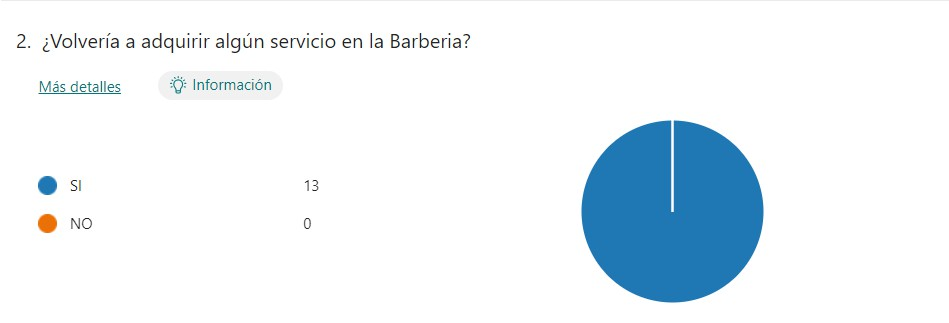 2. ¿Volvería a adquirir algún servicio en la Barberia?
Más detalles
Información
SI 13
NO 0